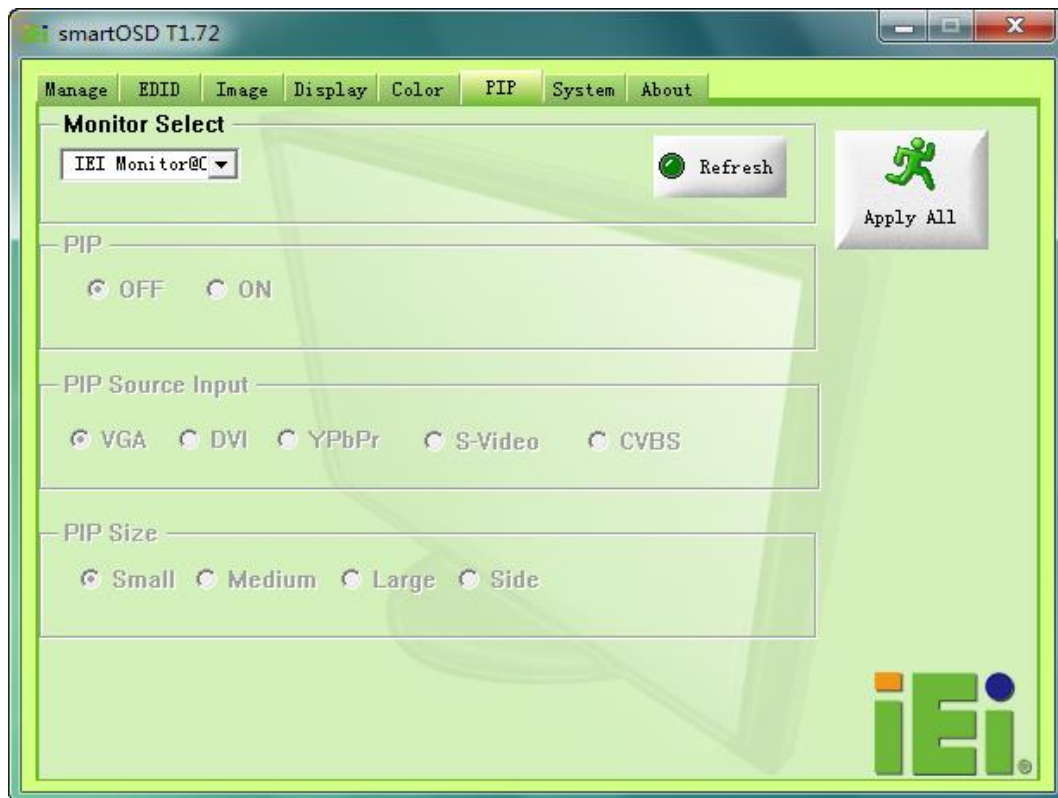 smartOSD T1.72
Manage EDID Image Display Color PIP System About
Monitor Select
IEI Monitor@C
Refresh
Apply All
PIP
OFF ON
PIP Source Input
VGA DVI YPbPr S-Video CVBS
PIP Size
Small Medium Large Side
iEi®